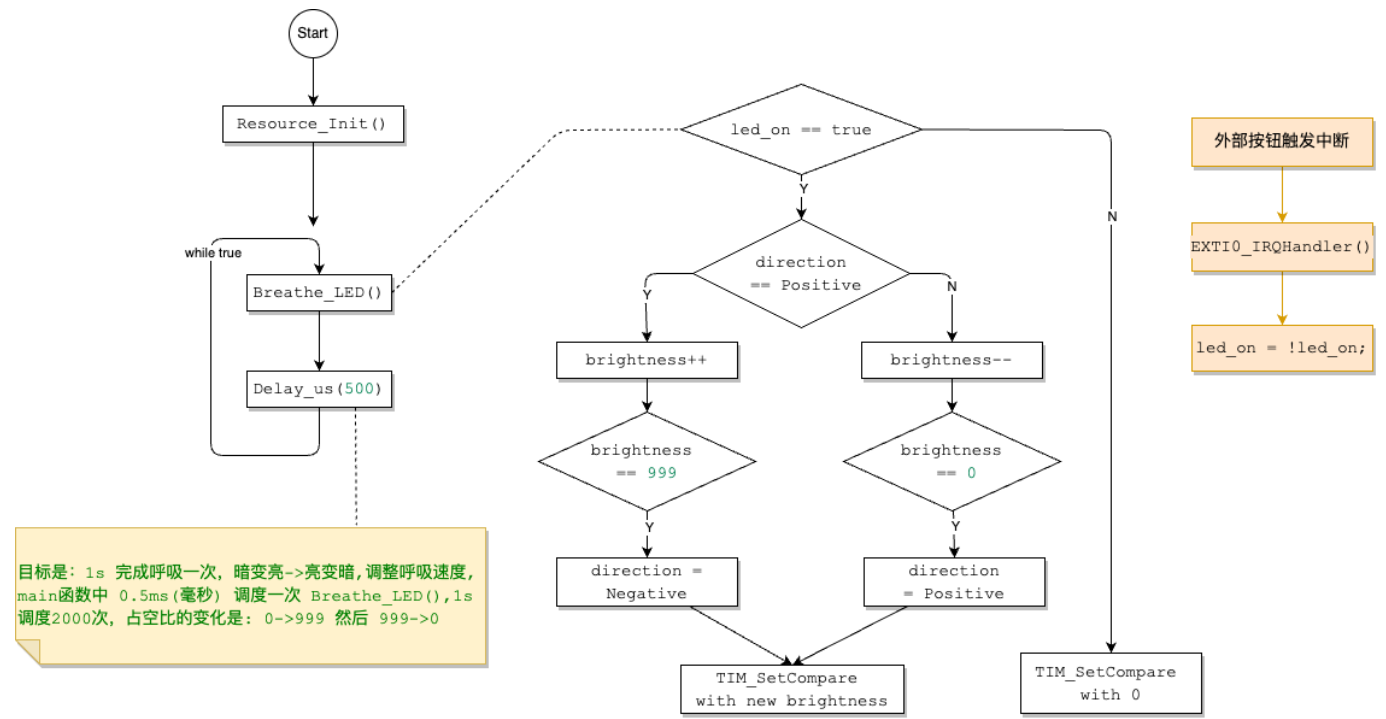 Start
Resource_Init()
while true
Breathe_LED()
Delay_us(500)
目标是: 1s 完成呼吸一次, 暗变亮->亮变暗,调整呼吸速度,
main函数中 0.5ms(毫秒) 调度一次 Breathe_LED(),1s
调度2000次, 占空比的变化是: 0->999 然后 999->0
led_on == true
Y
N
direction
== Positive
Y
N
brightness++
brightness--
brightness
== 999
brightness
== 0
Y
Y
direction =
Negative
direction
= Positive
TIM_SetCompare
with new brightness
TIM_SetCompare
with 0
外部按钮触发中断
EXTI0_IRQHandler()
led_on = !led_on;